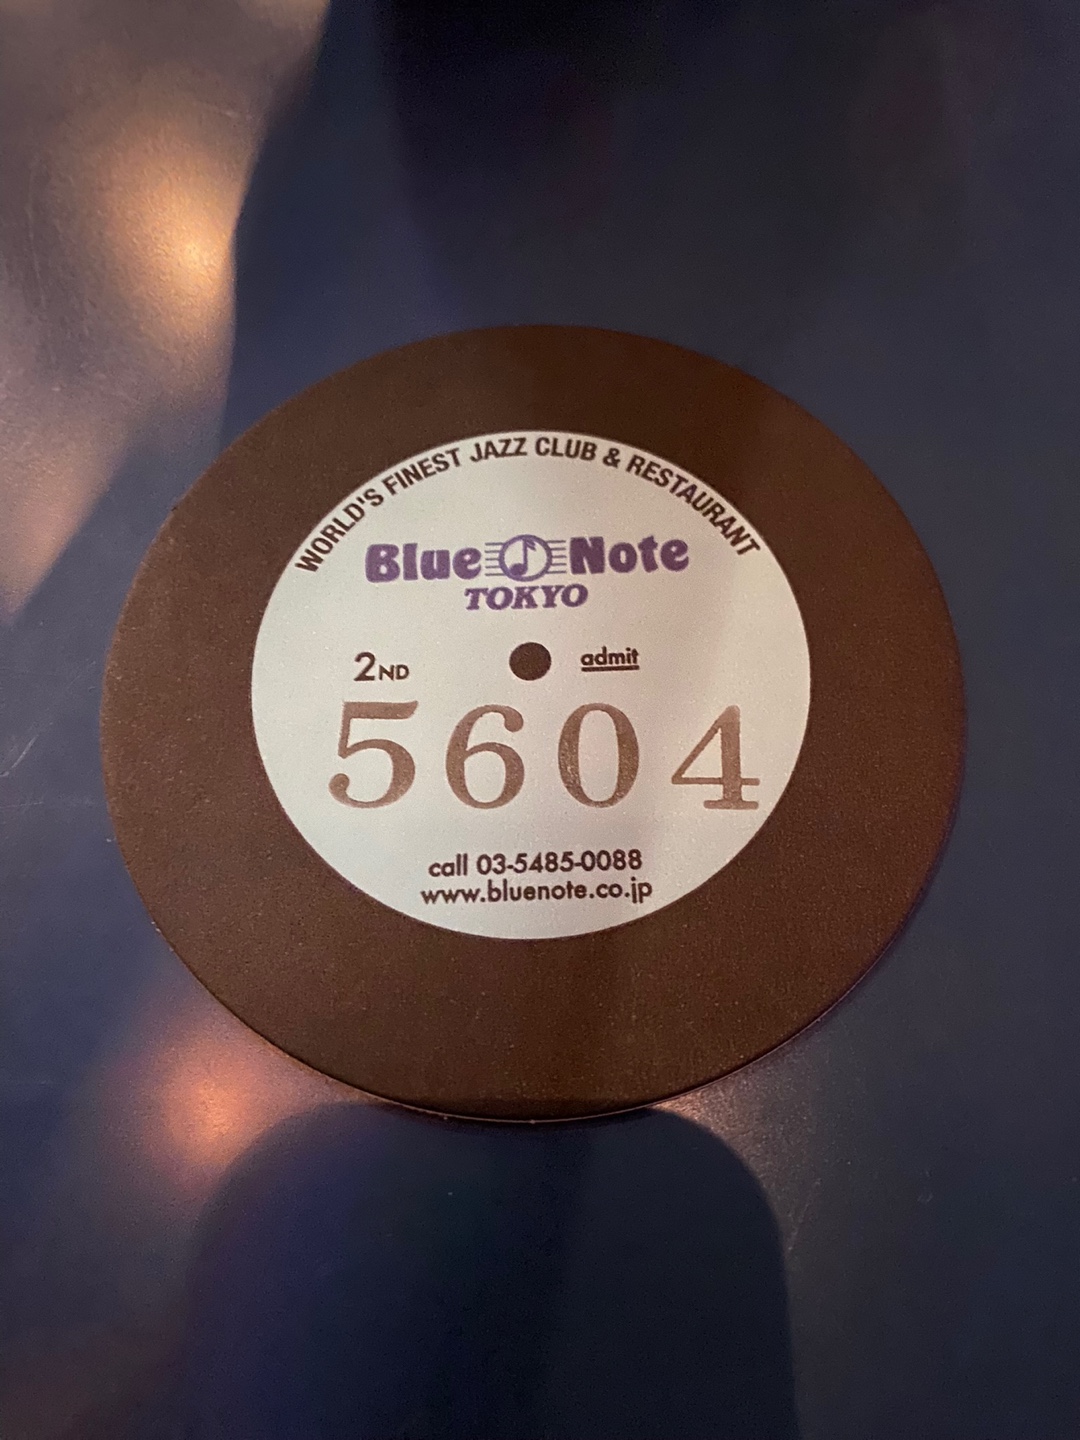 WORLD'S FINEST JAZZ CLUB & RESTAURANT
Blue Note
TOKYO
2ND admit
5604
call 03-5485-0088
www.bluenote.co.jp